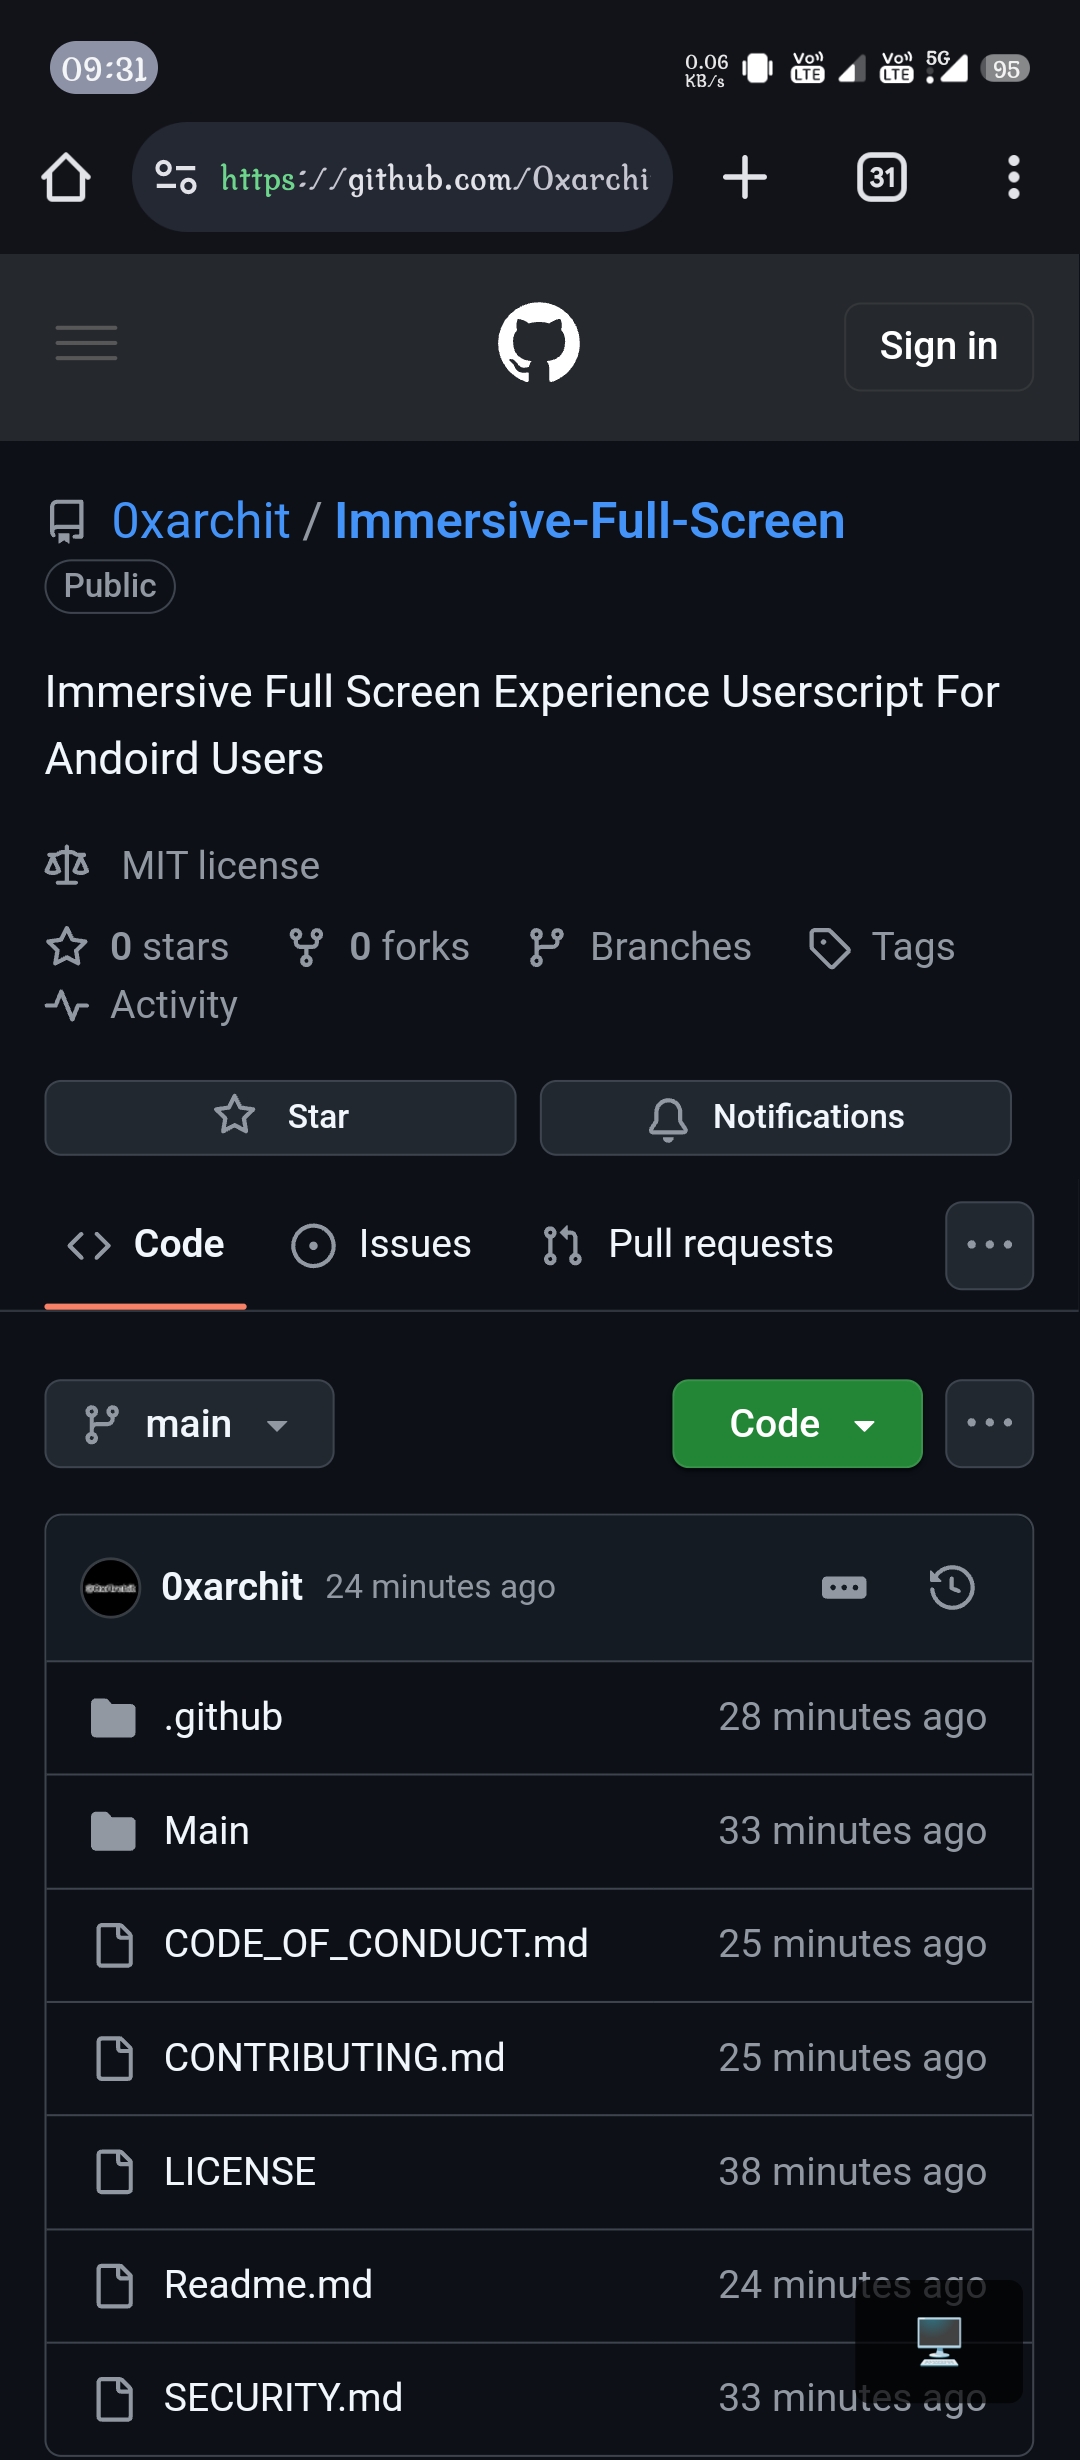 09:31
0.06
KB/s
Vo))
LTE
Vo))
LTE
5G
95
https://github.com/0xarchi
31
Sign in
0xarchit / Immersive-Full-Screen
Public
Immersive Full Screen Experience Userscript For
Andoird Users
MIT license
0 stars
0 forks
Branches
Tags
Activity
Star
Notifications
Code
Issues
Pull requests
main
Code
0xarchit 24 minutes ago
.github 28 minutes ago
Main 33 minutes ago
CODE_OF_CONDUCT.md 25 minutes ago
CONTRIBUTING.md 25 minutes ago
LICENSE 38 minutes ago
Readme.md 24 minutes ago
SECURITY.md 33 minutes ago